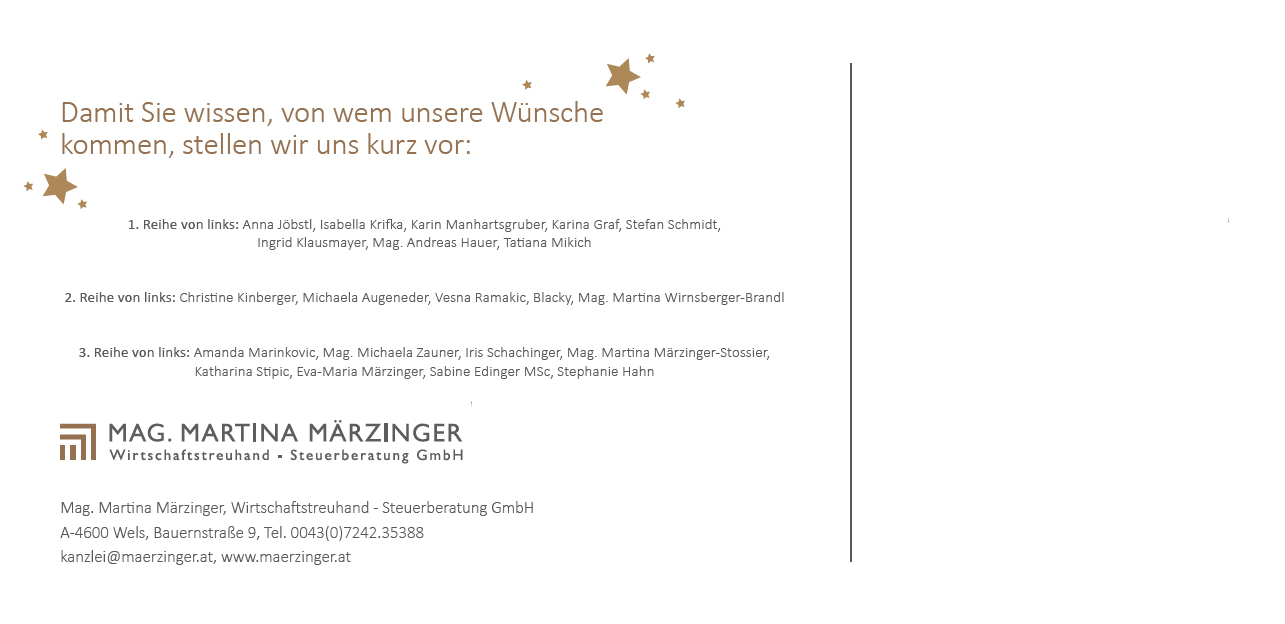 Damit Sie wissen, von wem unsere Wünsche
kommen, stellen wir uns kurz vor:
1. Reihe von links: Anna Jöbstl, Isabella Krifka, Karin Manhartsgruber, Karina Graf, Stefan Schmidt,
Ingrid Klausmayer, Mag. Andreas Hauer, Tatiana Mikich
2. Reihe von links: Christine Kinberger, Michaela Augeneder, Vesna Ramakic, Blacky, Mag. Martina Wirnsberger-Brandl
3. Reihe von links: Amanda Marinkovic, Mag. Michaela Zauner, Iris Schachinger, Mag. Martina Märzinger-Stossier,
Katharina Stipic, Eva-Maria Märzinger, Sabine Edinger MSc, Stephanie Hahn
MAG. MARTINA MÄRZINGER
Wirtschaftstreuhand - Steuerberatung GmbH
Mag. Martina Märzinger, Wirtschaftstreuhand - Steuerberatung GmbH
A-4600 Wels, Bauernstraße 9, Tel. 0043(0)7242.35388
kanzlei@maerzinger.at, www.maerzinger.at